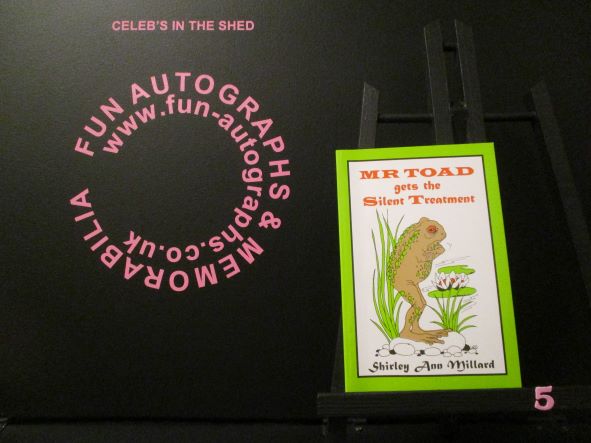 CELEB'S IN THE SHED
FUN AUTOGRAPHS & MEMORABILIA
www.fun-autographs.co.uk
MR TOAD
gets the
Silent Treatment
Shirley Ann Millard
5